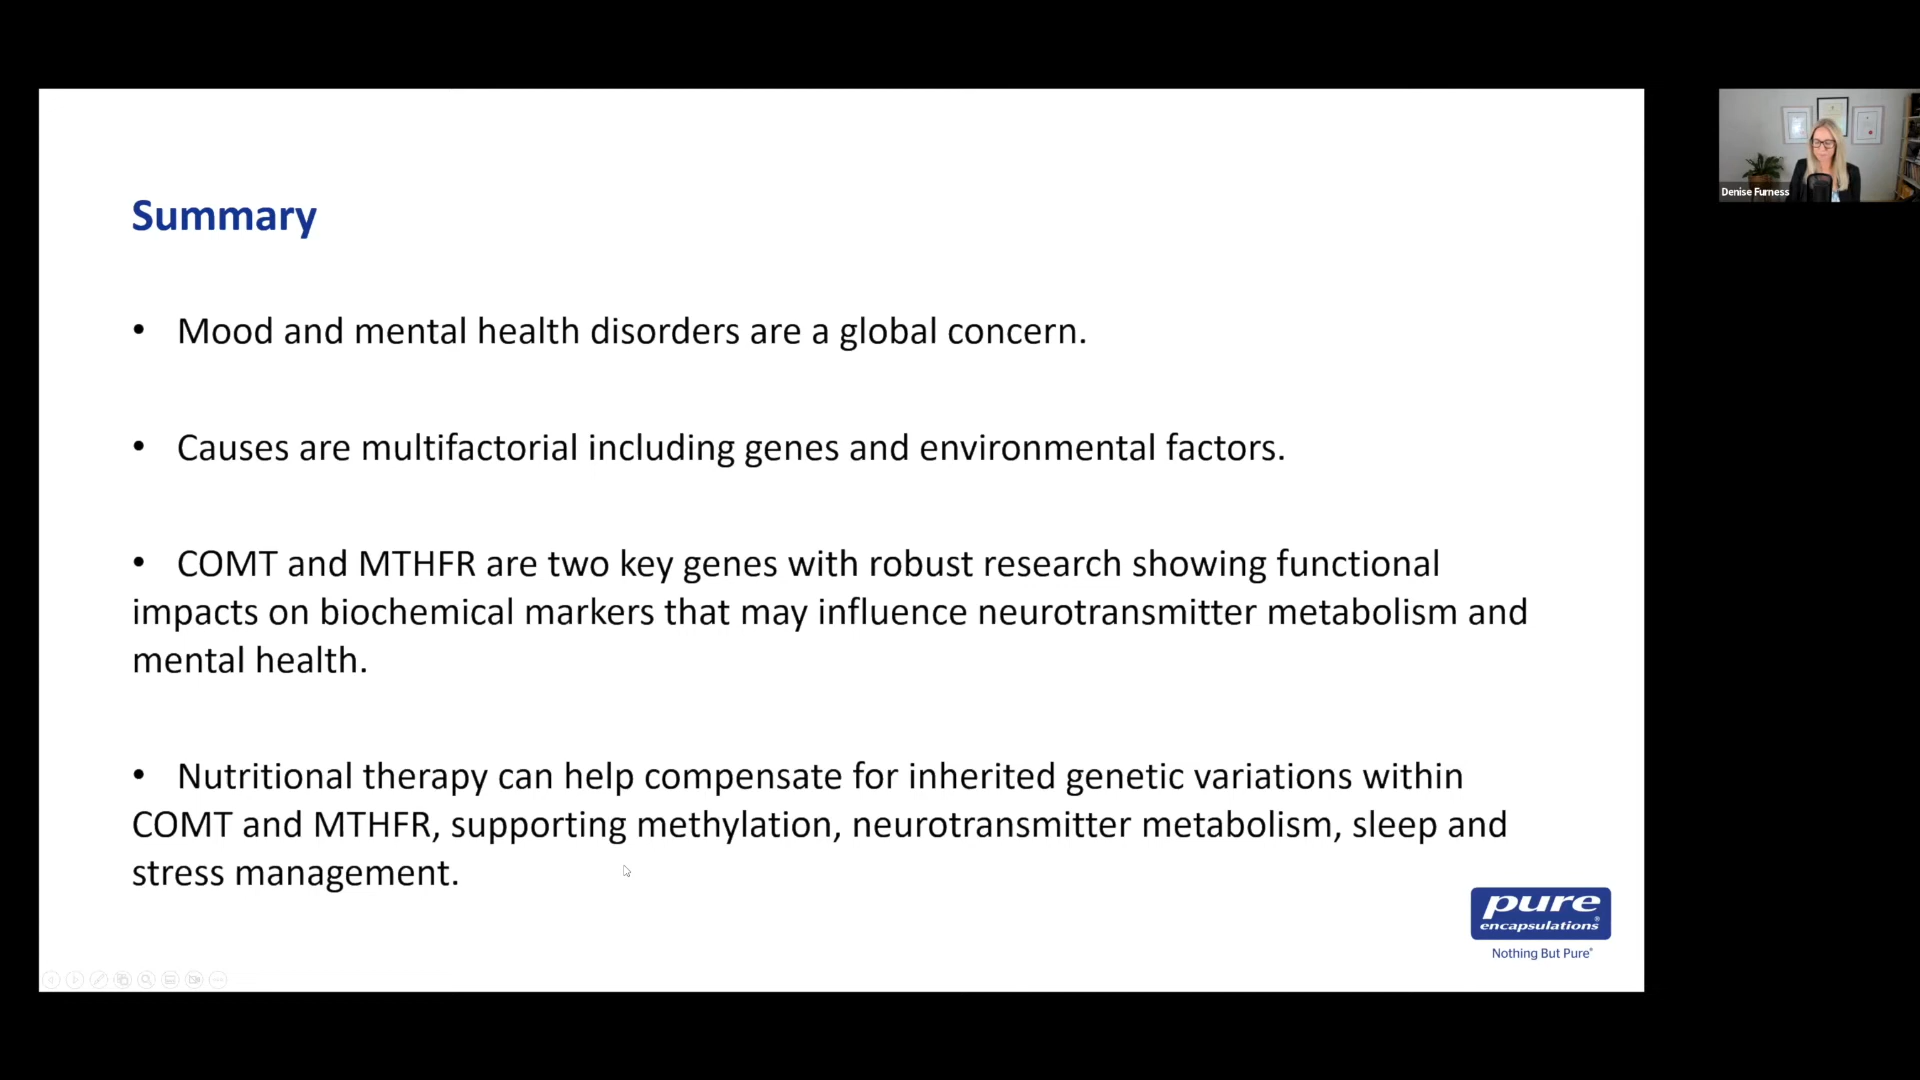 Summary
• Mood and mental health disorders are a global concern.
• Causes are multifactorial including genes and environmental factors.
• COMT and MTHFR are two key genes with robust research showing functional
impacts on biochemical markers that may influence neurotransmitter metabolism and
mental health.
• Nutritional therapy can help compensate for inherited genetic variations within
COMT and MTHFR, supporting methylation, neurotransmitter metabolism, sleep and
stress management.
pure
encapsulations®
Nothing But Pure®
Denise Furness